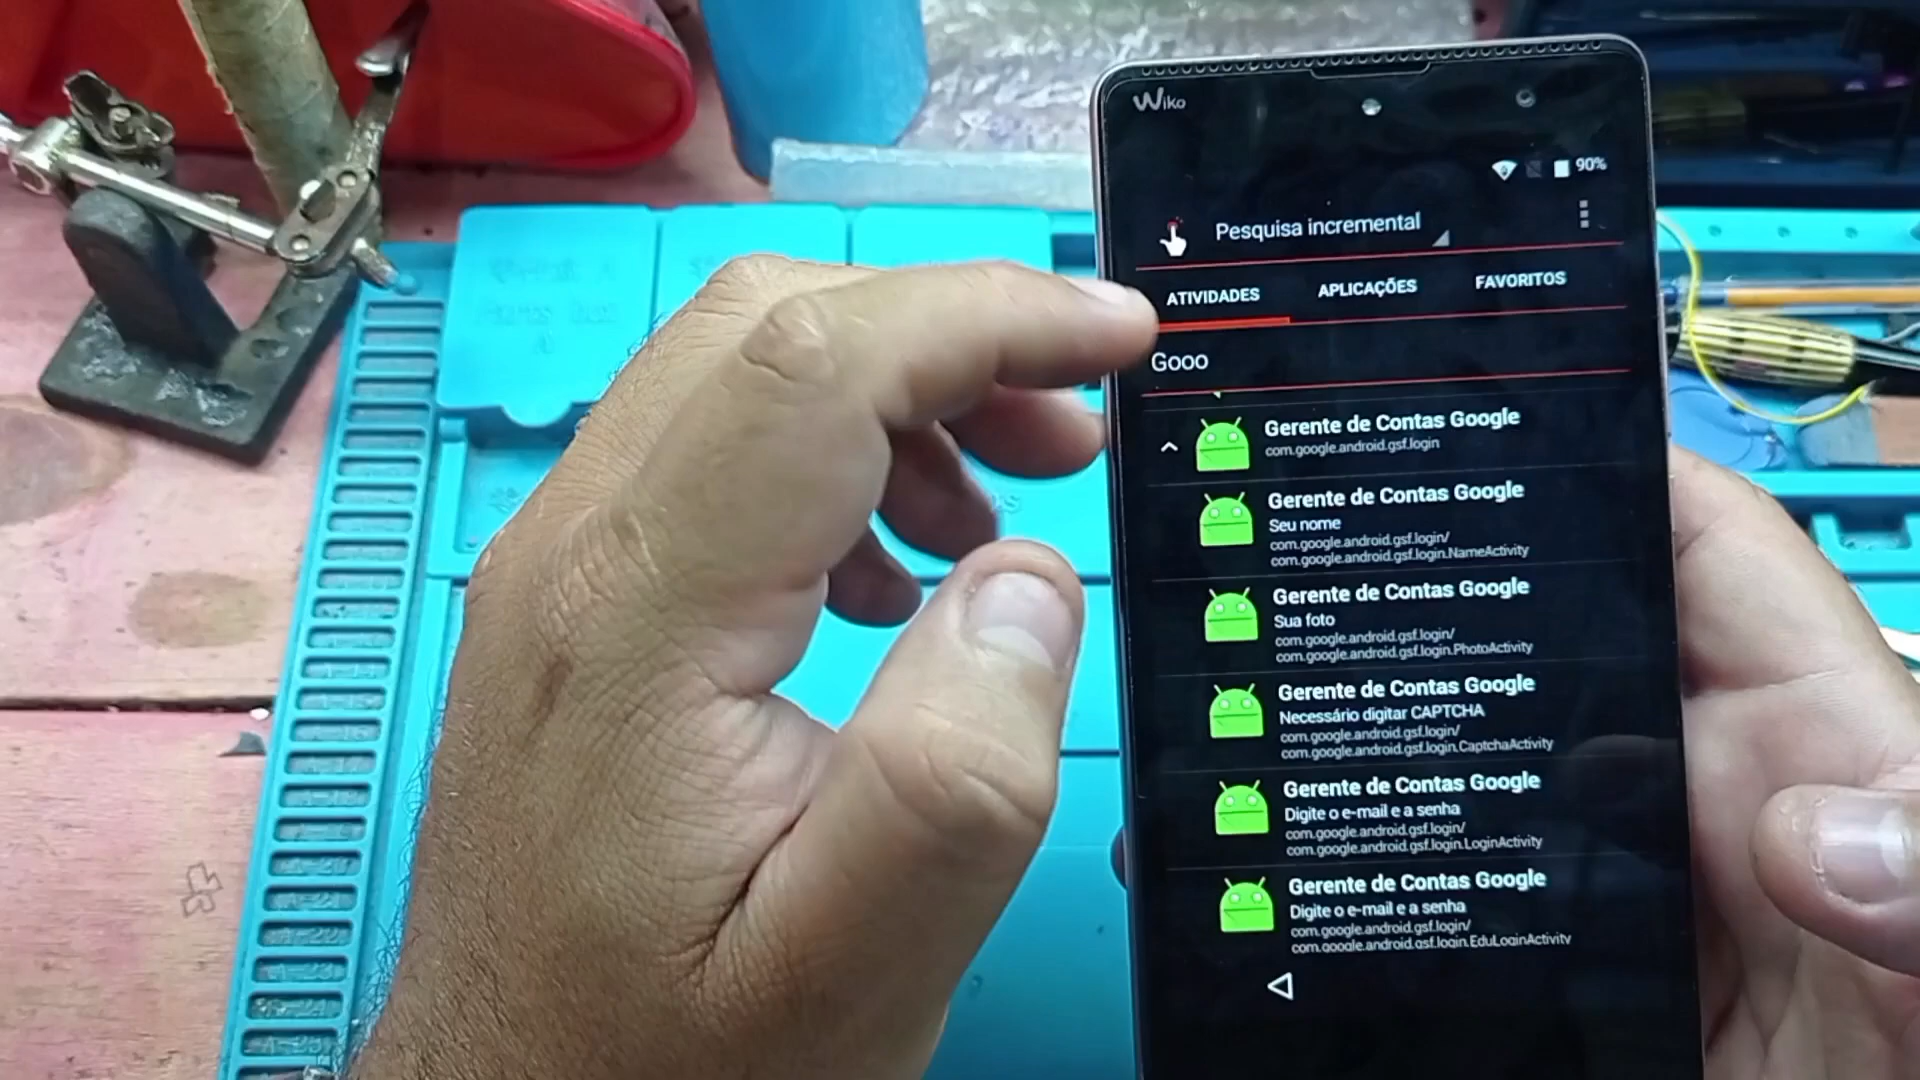 Wiko
90%
Pesquisa incremental
ATIVIDADES APLICAÇÕES FAVORITOS
Gooo
Gerente de Contas Google
com.google.android.gsf.login
Gerente de Contas Google
Seu nome
com.google.android.gsf.login/
com.google.android.gsf.login.NameActivity
Gerente de Contas Google
Sua foto
com.google.android.gsf.login/
com.google.android.gsf.login.PhotoActivity
Gerente de Contas Google
Necessário digitar CAPTCHA
com.google.android.gsf.login/
com.google.android.gsf.login.CaptchaActivity
Gerente de Contas Google
Digite o e-mail e a senha
com.google.android.gsf.login/
com.google.android.gsf.login.LoginActivity
Gerente de Contas Google
Digite o e-mail e a senha
com.google.android.gsf.login/
com.google.android.gsf.login.EduLoginActivity